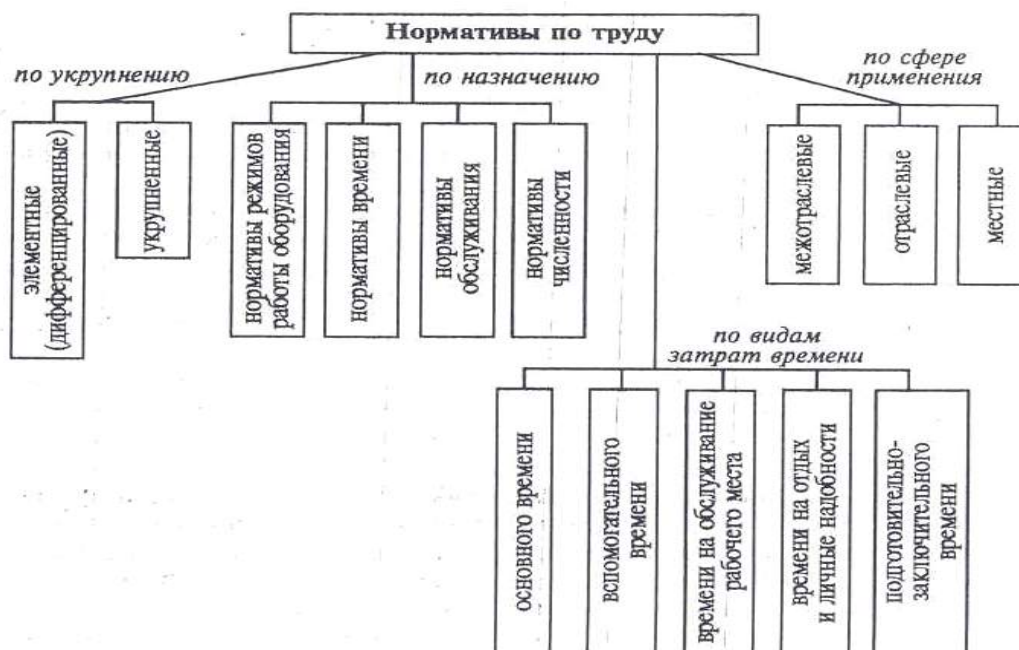 Нормативы по труду
по укрупнению
элементные
(дифференцированные)
укрупненные
по назначению
нормативы режимов
работы оборудования
нормативы времени
нормативы
обслуживания
нормативы
численности
по сфере
применения
межотраслевые
отраслевые
местные
по видам
затрат времени
основного времени
вспомогательного
времени
времени на обслуживание
рабочего места
времени на отдых
и личные надобности
подготовительно-
заключительного
времени